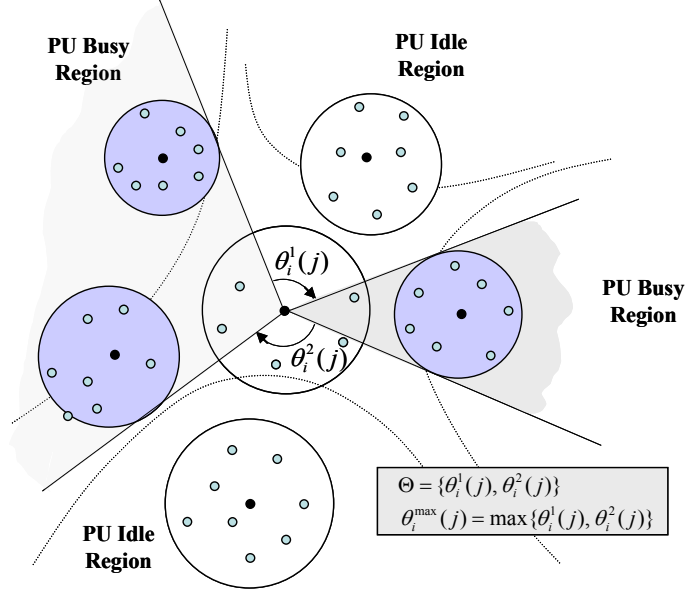 PU Busy
Region
PU Idle
Region
θ_i^1(j)
PU Busy
Region
θ_i^2(j)
Θ = {θ_i^1(j), θ_i^2(j)}
θ_i^max(j) = max{θ_i^1(j), θ_i^2(j)}
PU Idle
Region